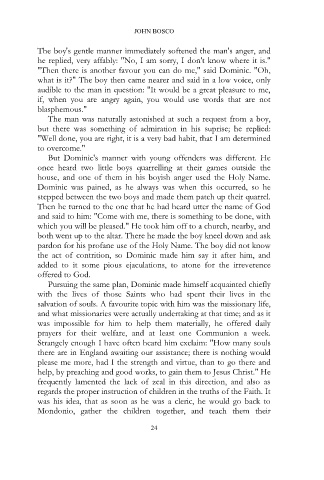 JOHN BOSCO
The boy's gentle manner immediately softened the man's anger, and
he replied, very affably: "No, I am sorry, I don't know where it is."
"Then there is another favour you can do me," said Dominic. "Oh,
what is it?" The boy then came nearer and said in a low voice, only
audible to the man in question: "It would be a great pleasure to me,
if, when you are angry again, you would use words that are not
blasphemous."
The man was naturally astonished at such a request from a boy,
but there was something of admiration in his suprise; he replied:
"Well done, you are right, it is a very bad habit, that I am determined
to overcome."
But Dominic's manner with young offenders was different. He
once heard two little boys quarrelling at their games outside the
house, and one of them in his boyish anger used the Holy Name.
Dominic was pained, as he always was when this occurred, so he
stepped between the two boys and made them patch up their quarrel.
Then he turned to the one that he had heard utter the name of God
and said to him: "Come with me, there is something to be done, with
which you will be pleased." He took him off to a church, nearby, and
both went up to the altar. There he made the boy kneel down and ask
pardon for his profane use of the Holy Name. The boy did not know
the act of contrition, so Dominic made him say it after him, and
added to it some pious ejaculations, to atone for the irreverence
offered to God.
Pursuing the same plan, Dominic made himself acquainted chiefly
with the lives of those Saints who had spent their lives in the
salvation of souls. A favourite topic with him was the missionary life,
and what missionaries were actually undertaking at that time; and as it
was impossible for him to help them materially, he offered daily
prayers for their welfare, and at least one Communion a week.
Strangely enough I have often heard him exclaim: "How many souls
there are in England awaiting our assistance; there is nothing would
please me more, had I the strength and virtue, than to go there and
help, by preaching and good works, to gain them to Jesus Christ." He
frequently lamented the lack of zeal in this direction, and also as
regards the proper instruction of children in the truths of the Faith. It
was his idea, that as soon as he was a cleric, he would go back to
Mondonio, gather the children together, and teach them their
24